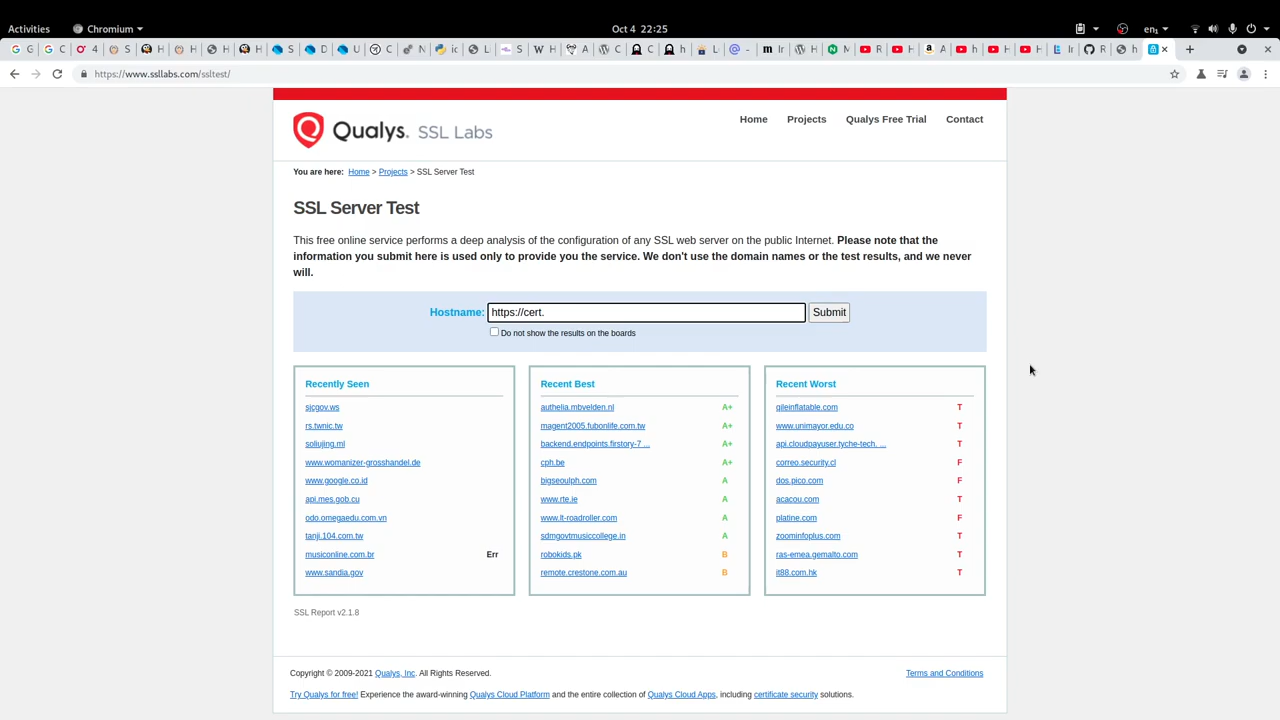 Activities
Chromium
Oct 4 22:25
en₁
G
C
4
S
H
H
H
H
S
D
U
C
N
ic
L
S
W
A
C
C
h
L
-
Ir
H
N
M
R
H
A
h
H
H
Ir
R
h
https://www.ssllabs.com/ssltest/
Qualys. SSL Labs
Home Projects Qualys Free Trial Contact
You are here: Home > Projects > SSL Server Test
SSL Server Test
This free online service performs a deep analysis of the configuration of any SSL web server on the public Internet. Please note that the
information you submit here is used only to provide you the service. We don't use the domain names or the test results, and we never
will.
Hostname: https://cert. Submit
Do not show the results on the boards
Recently Seen
sjcgov.ws
rs.twnic.tw
soliujing.ml
www.womanizer-grosshandel.de
www.google.co.id
api.mes.gob.cu
odo.omegaedu.com.vn
tanji.104.com.tw
musiconline.com.br Err
www.sandia.gov
Recent Best
authelia.mbvelden.nl A+
magent2005.fubonlife.com.tw A+
backend.endpoints.firstory-7 ... A+
cph.be A+
bigseoulph.com A
www.rte.ie A
www.lt-roadroller.com A
sdmgovtmusiccollege.in A
robokids.pk B
remote.crestone.com.au B
Recent Worst
qileinflatable.com T
www.unimayor.edu.co T
api.cloudpayuser.tyche-tech. ... T
correo.security.cl F
dos.pico.com F
acacou.com T
platine.com F
zoominfoplus.com T
ras-emea.gemalto.com T
it88.com.hk T
SSL Report v2.1.8
Copyright © 2009-2021 Qualys, Inc. All Rights Reserved. Terms and Conditions
Try Qualys for free! Experience the award-winning Qualys Cloud Platform and the entire collection of Qualys Cloud Apps, including certificate security solutions.